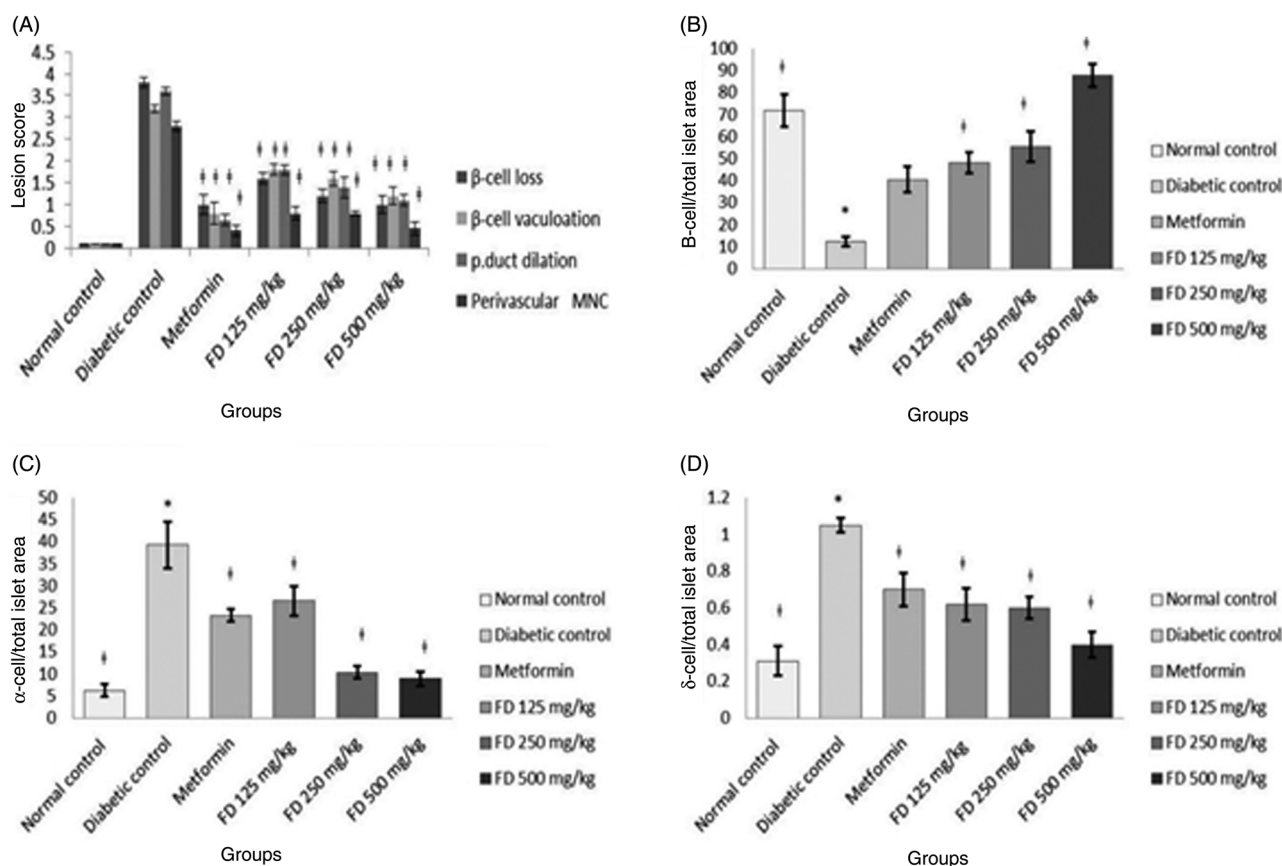 (A)
Lesion score
4.5
4
3.5
3
2.5
2
1.5
1
0.5
0
Normal control
Diabetic control
Metformin
FD 125 mg/kg
FD 250 mg/kg
FD 500 mg/kg
Groups
β-cell loss
β-cell vaculoation
p.duct dilation
Perivascular MNC
(B)
B-cell/total islet area
100
90
80
70
60
50
40
30
20
10
0
Normal control
Diabetic control
Metformin
FD 125 mg/kg
FD 250 mg/kg
FD 500 mg/kg
Groups
Normal control
Diabetic control
Metformin
FD 125 mg/kg
FD 250 mg/kg
FD 500 mg/kg
(C)
α-cell/total islet area
50
45
40
35
30
25
20
15
10
5
0
Normal control
Diabetic control
Metformin
FD 125 mg/kg
FD 250 mg/kg
FD 500 mg/kg
Groups
Normal control
Diabetic control
Metformin
FD 125 mg/kg
FD 250 mg/kg
FD 500 mg/kg
(D)
δ-cell/total islet area
1.2
1
0.8
0.6
0.4
0.2
0
Normal control
Diabetic control
Metformin
FD 125 mg/kg
FD 250 mg/kg
FD 500 mg/kg
Groups
Normal control
Diabetic control
Metformin
FD 125 mg/kg
FD 250 mg/kg
FD 500 mg/kg